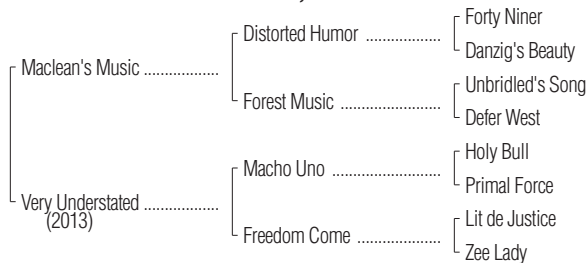 Forty Niner
Distorted Humor ..................
Danzig's Beauty
Maclean's Music ..................
Unbridled's Song
Forest Music .........................
Defer West
Holy Bull
Macho Uno ...........................
Primal Force
Very Understated ..................
(2013)
Lit de Justice
Freedom Come ....................
Zee Lady